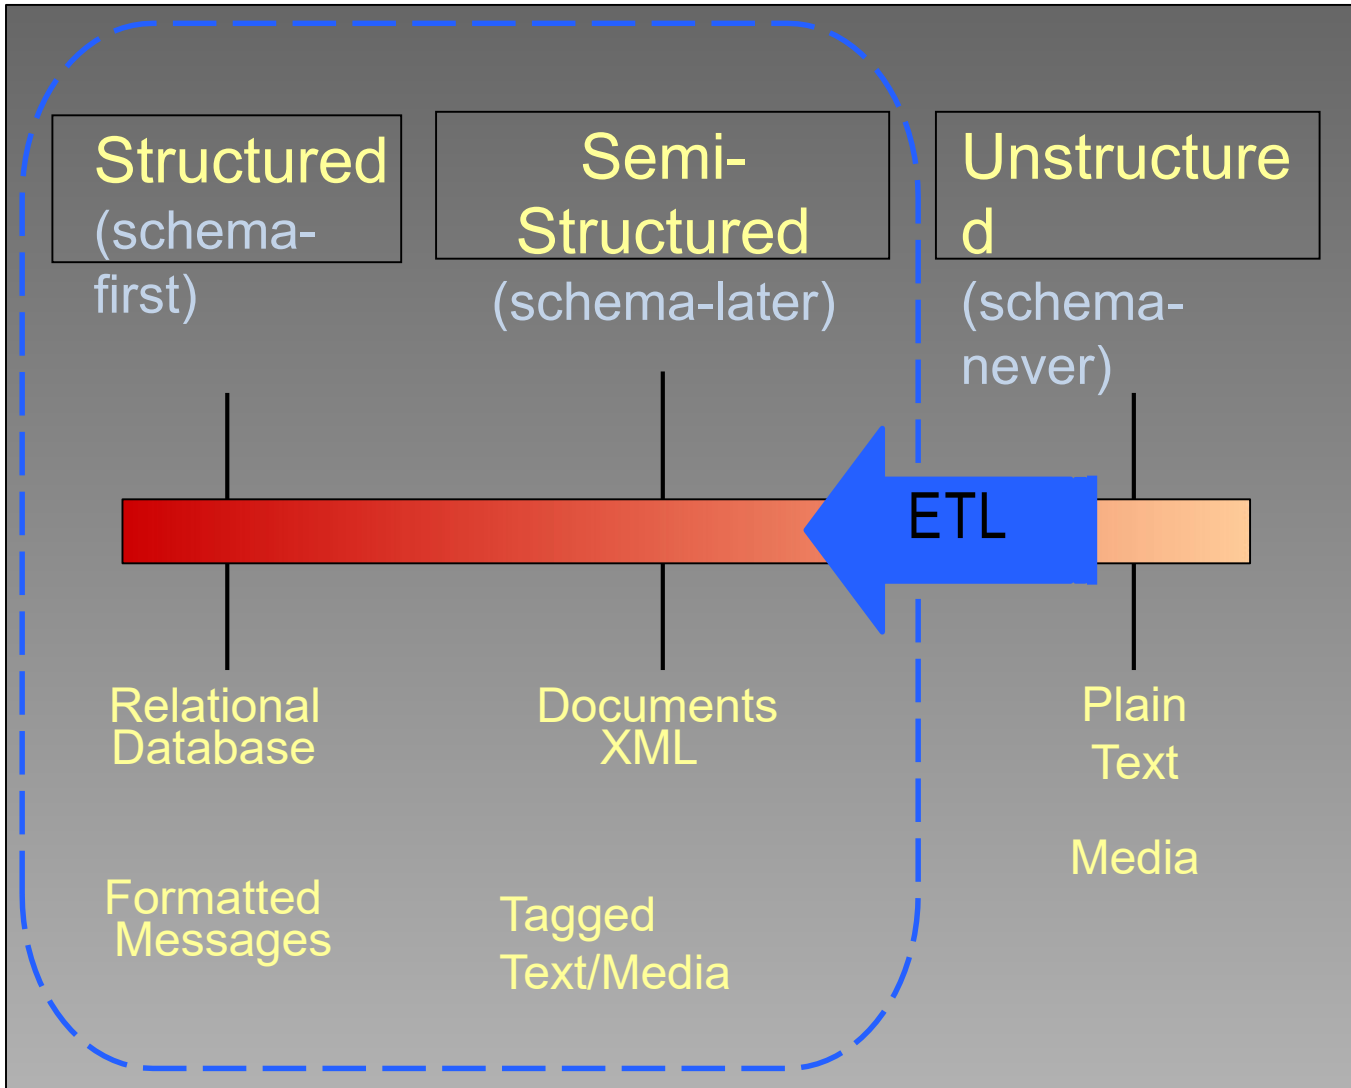 Structured
(schema-
first)
Semi-
Structured
(schema-later)
Unstructure
d
(schema-
never)
ETL
Relational
Database
Documents
XML
Plain
Text
Media
Formatted
Messages
Tagged
Text/Media